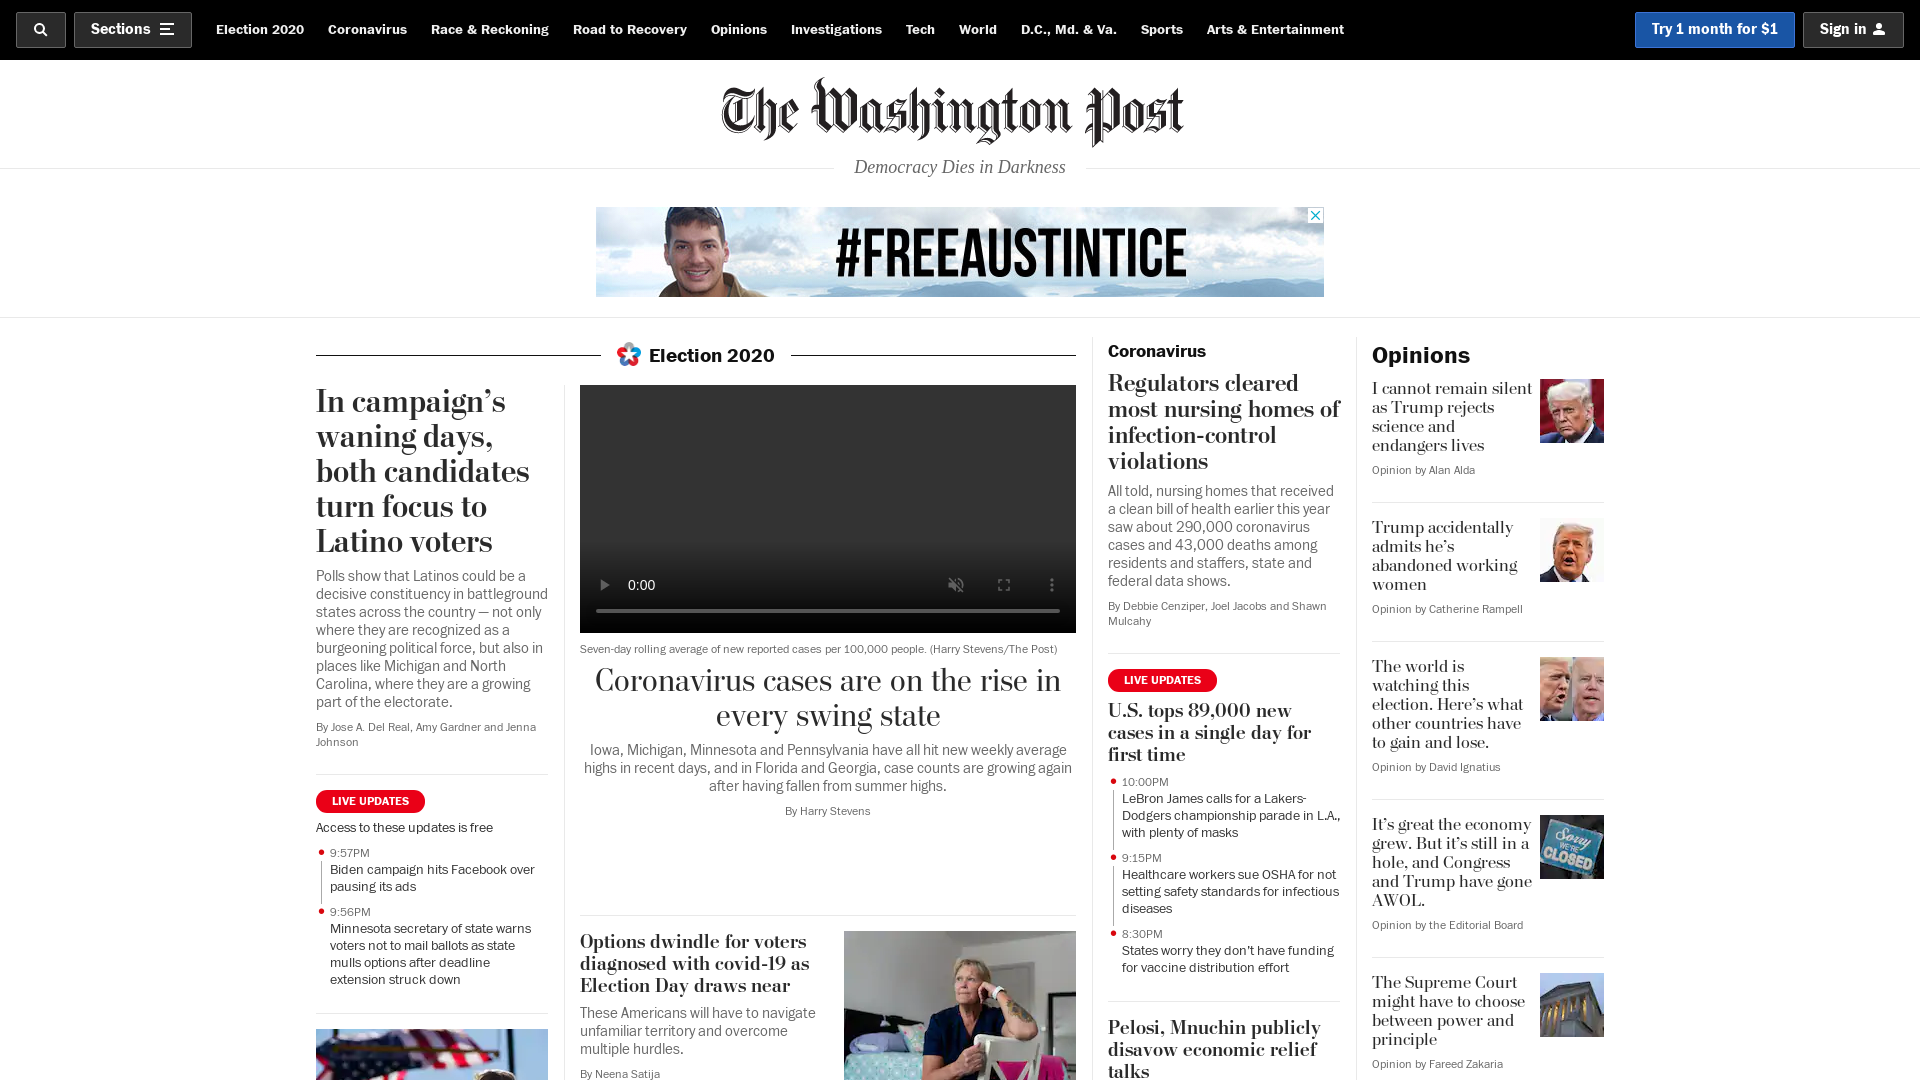 Sections
Election 2020
Coronavirus
Race & Reckoning
Road to Recovery
Opinions
Investigations
Tech
World
D.C., Md. & Va.
Sports
Arts & Entertainment
Try 1 month for $1
Sign in
The Washington Post
Democracy Dies in Darkness
#FREEAUSTINTICE
Election 2020
In campaign’s
waning days,
both candidates
turn focus to
Latino voters
Polls show that Latinos could be a
decisive constituency in battleground
states across the country — not only
where they are recognized as a
burgeoning political force, but also in
places like Michigan and North
Carolina, where they are a growing
part of the electorate.
By Jose A. Del Real, Amy Gardner and Jenna
Johnson
LIVE UPDATES
Access to these updates is free
9:57PM
Biden campaign hits Facebook over
pausing its ads
9:56PM
Minnesota secretary of state warns
voters not to mail ballots as state
mulls options after deadline
extension struck down
0:00
Seven-day rolling average of new reported cases per 100,000 people. (Harry Stevens/The Post)
Coronavirus cases are on the rise in
every swing state
Iowa, Michigan, Minnesota and Pennsylvania have all hit new weekly average
highs in recent days, and in Florida and Georgia, case counts are growing again
after having fallen from summer highs.
By Harry Stevens
Options dwindle for voters
diagnosed with covid-19 as
Election Day draws near
These Americans will have to navigate
unfamiliar territory and overcome
multiple hurdles.
By Neena Satija
Coronavirus
Regulators cleared
most nursing homes of
infection-control
violations
All told, nursing homes that received
a clean bill of health earlier this year
saw about 290,000 coronavirus
cases and 43,000 deaths among
residents and staffers, state and
federal data shows.
By Debbie Cenziper, Joel Jacobs and Shawn
Mulcahy
LIVE UPDATES
U.S. tops 89,000 new
cases in a single day for
first time
10:00PM
LeBron James calls for a Lakers-
Dodgers championship parade in L.A.,
with plenty of masks
9:15PM
Healthcare workers sue OSHA for not
setting safety standards for infectious
diseases
8:30PM
States worry they don’t have funding
for vaccine distribution effort
Pelosi, Mnuchin publicly
disavow economic relief
talks
Opinions
I cannot remain silent
as Trump rejects
science and
endangers lives
Opinion by Alan Alda
Trump accidentally
admits he’s
abandoned working
women
Opinion by Catherine Rampell
The world is
watching this
election. Here’s what
other countries have
to gain and lose.
Opinion by David Ignatius
It’s great the economy
grew. But it’s still in a
hole, and Congress
and Trump have gone
AWOL.
Opinion by the Editorial Board
Sorry
WE'RE
CLOSED
The Supreme Court
might have to choose
between power and
principle
Opinion by Fareed Zakaria